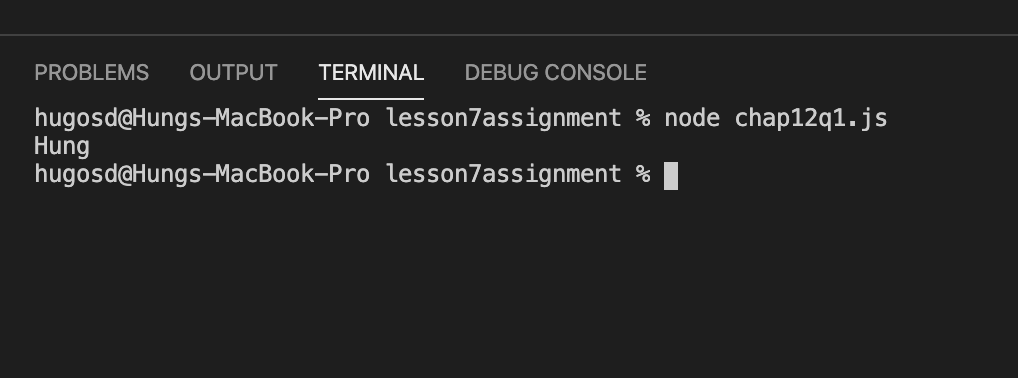 PROBLEMS OUTPUT TERMINAL DEBUG CONSOLE
hugosd@Hungs-MacBook-Pro lesson7assignment % node chap12q1.js
Hung
hugosd@Hungs-MacBook-Pro lesson7assignment %